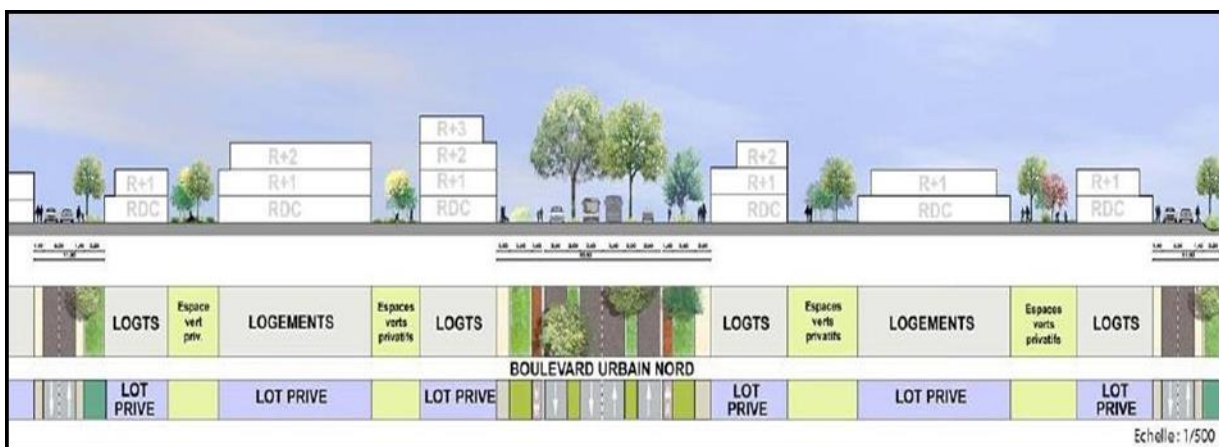 R+3
R+2 R+2 R+2
R+1 R+1 R+1 R+1 R+1 R+1
RDC RDC RDC RDC RDC RDC
LOGTS
Espace
vert
priv.
LOGEMENTS
Espaces
verts
privatifs
LOGTS
LOGTS
Espaces
verts
privatifs
LOGEMENTS
Espaces
verts
privatifs
LOGTS
BOULEVARD URBAIN NORD
LOT
PRIVE
LOT PRIVE
LOT PRIVE
LOT
PRIVE
LOT PRIVE
LOT
PRIVE
Echelle : 1/500